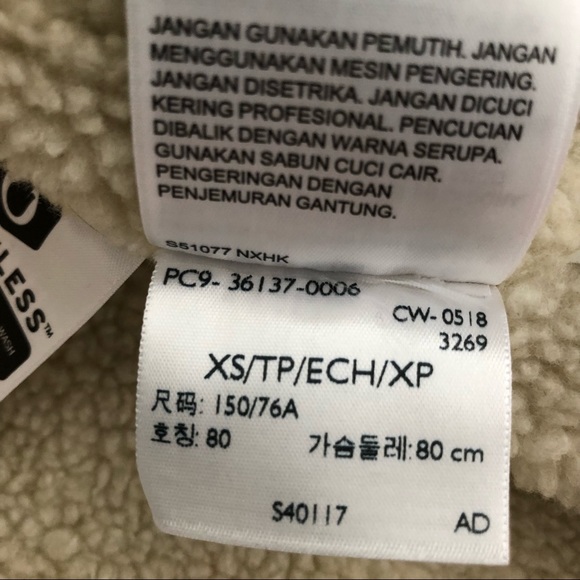 JANGAN GUNAKAN PEMUTIH. JANGAN
MENGGUNAKAN MESIN PENGERING.
JANGAN DISETRIKA. JANGAN DICUCI
KERING PROFESIONAL. PENCUCIAN
DIBALIK DENGAN WARNA SERUPA.
GUNAKAN SABUN CUCI CAIR.
PENGERINGAN DENGAN
PENJEMURAN GANTUNG.
S51077 NXHK
LESS™
WASH
PC9- 36137-0006
CW- 0518
3269
XS/TP/ECH/XP
尺码: 150/76A
호칭: 80 가슴둘레: 80 cm
S40117 AD